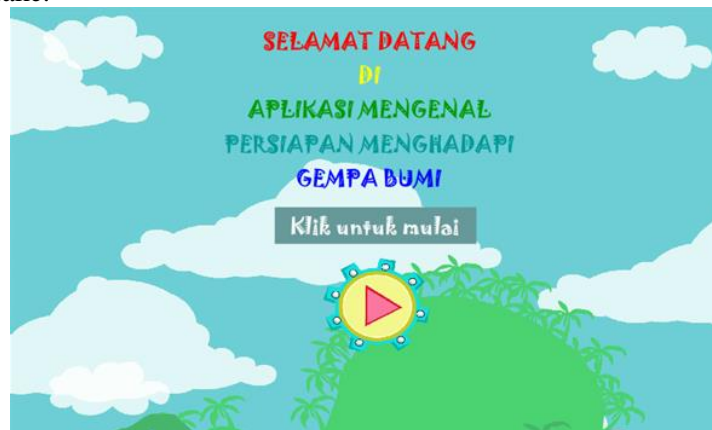 SELAMAT DATANG
DI
APLIKASI MENGENAL
PERSIAPAN MENGHADAPI
GEMPA BUMI
Klik untuk mulai